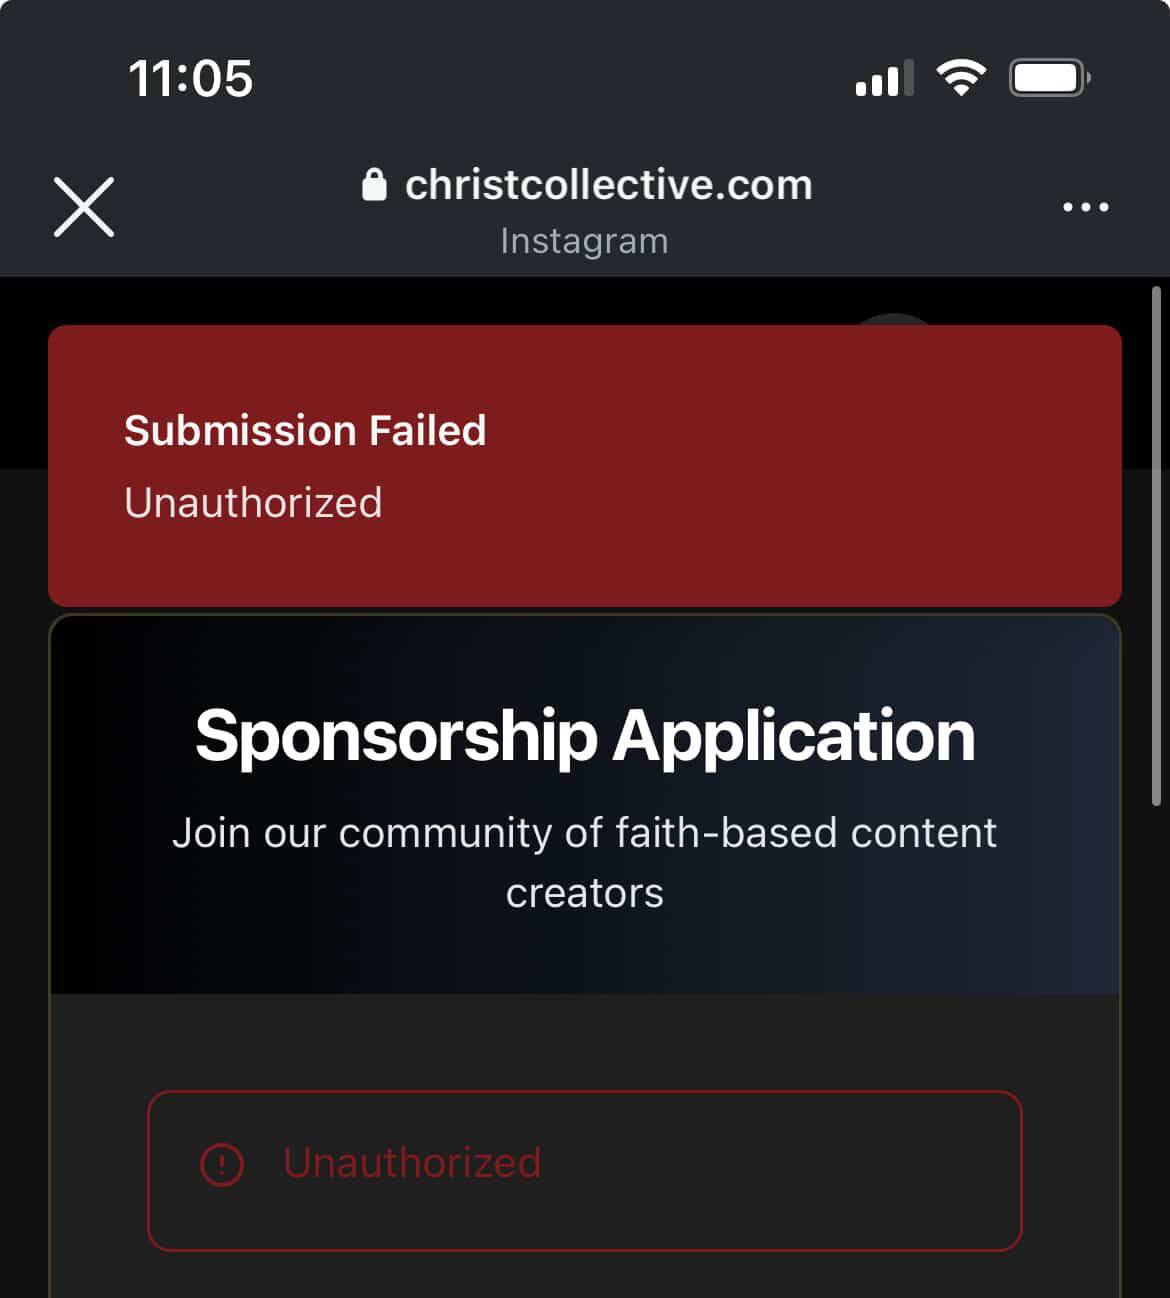 11:05
christcollective.com
Instagram
Submission Failed
Unauthorized
Sponsorship Application
Join our community of faith-based content
creators
Unauthorized